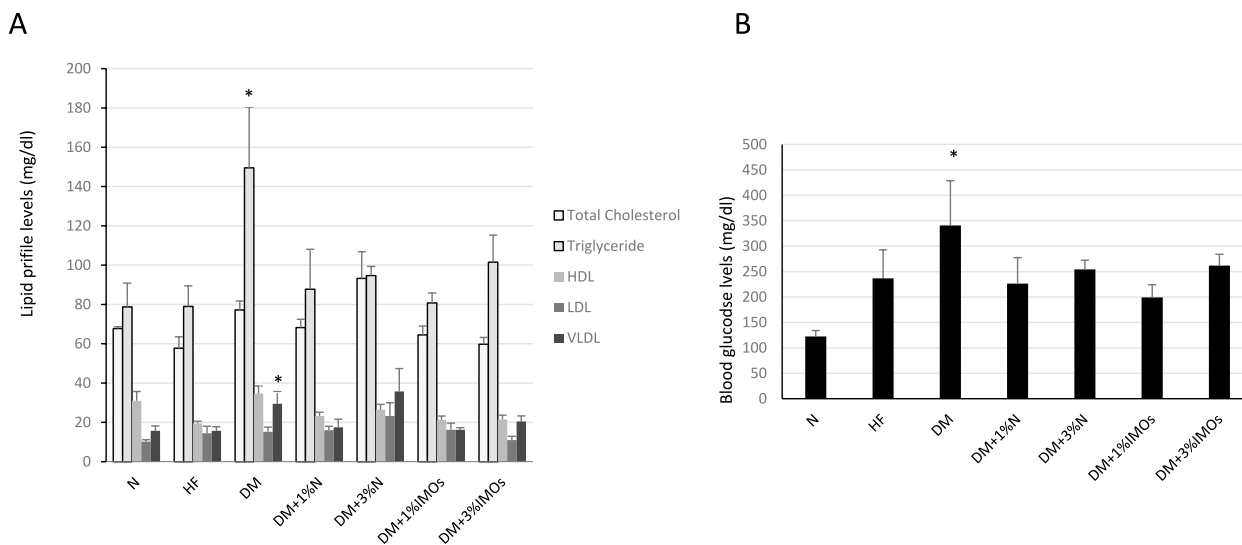 A
Lipid prifile levels (mg/dl)
200
180
160
140
120
100
80
60
40
20
0
*
*
N
HF
DM
DM+1%N
DM+3%N
DM+1%IMOs
DM+3%IMOs
Total Cholesterol
Triglyceride
HDL
LDL
VLDL
B
Blood glucodse lvels (mg/dl)
500
450
400
350
300
250
200
150
100
50
0
*
N
HF
DM
DM+1%N
DM+3%N
DM+1%IMOs
DM+3%IMOs